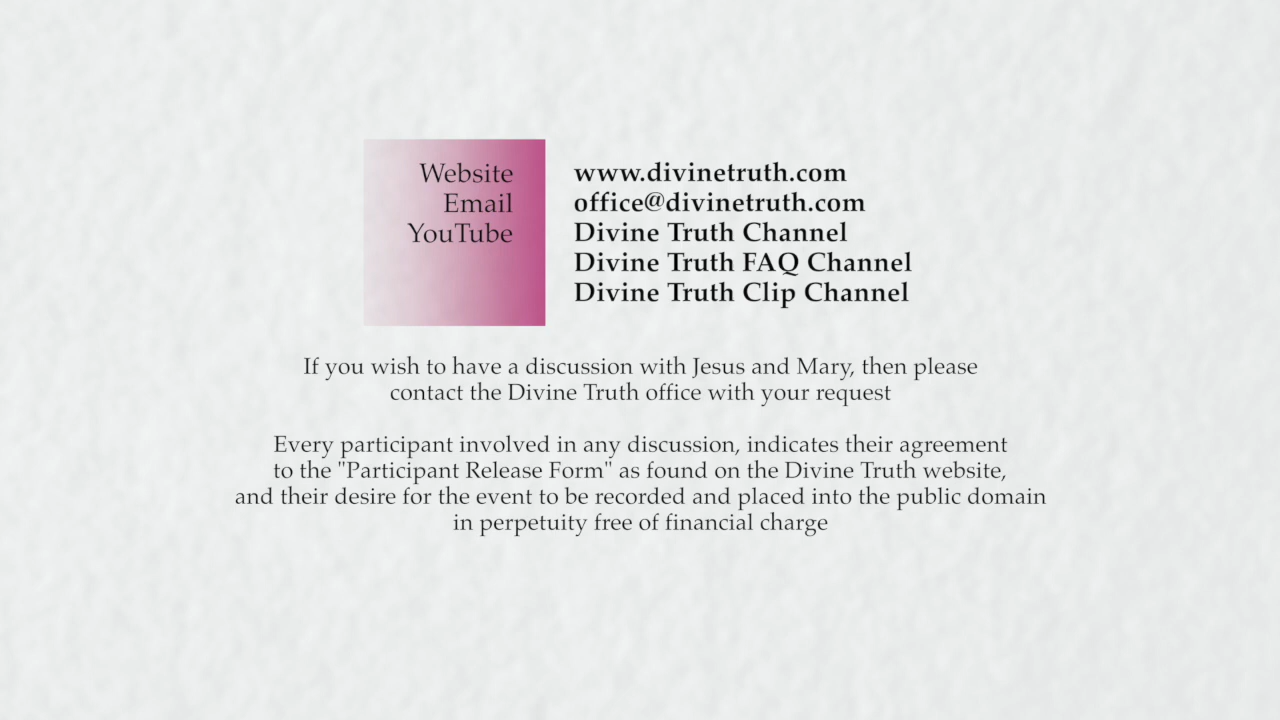 Website www.divinetruth.com
Email office@divinetruth.com
YouTube Divine Truth Channel
Divine Truth FAQ Channel
Divine Truth Clip Channel
If you wish to have a discussion with Jesus and Mary, then please
contact the Divine Truth office with your request
Every participant involved in any discussion, indicates their agreement
to the "Participant Release Form" as found on the Divine Truth website,
and their desire for the event to be recorded and placed into the public domain
in perpetuity free of financial charge